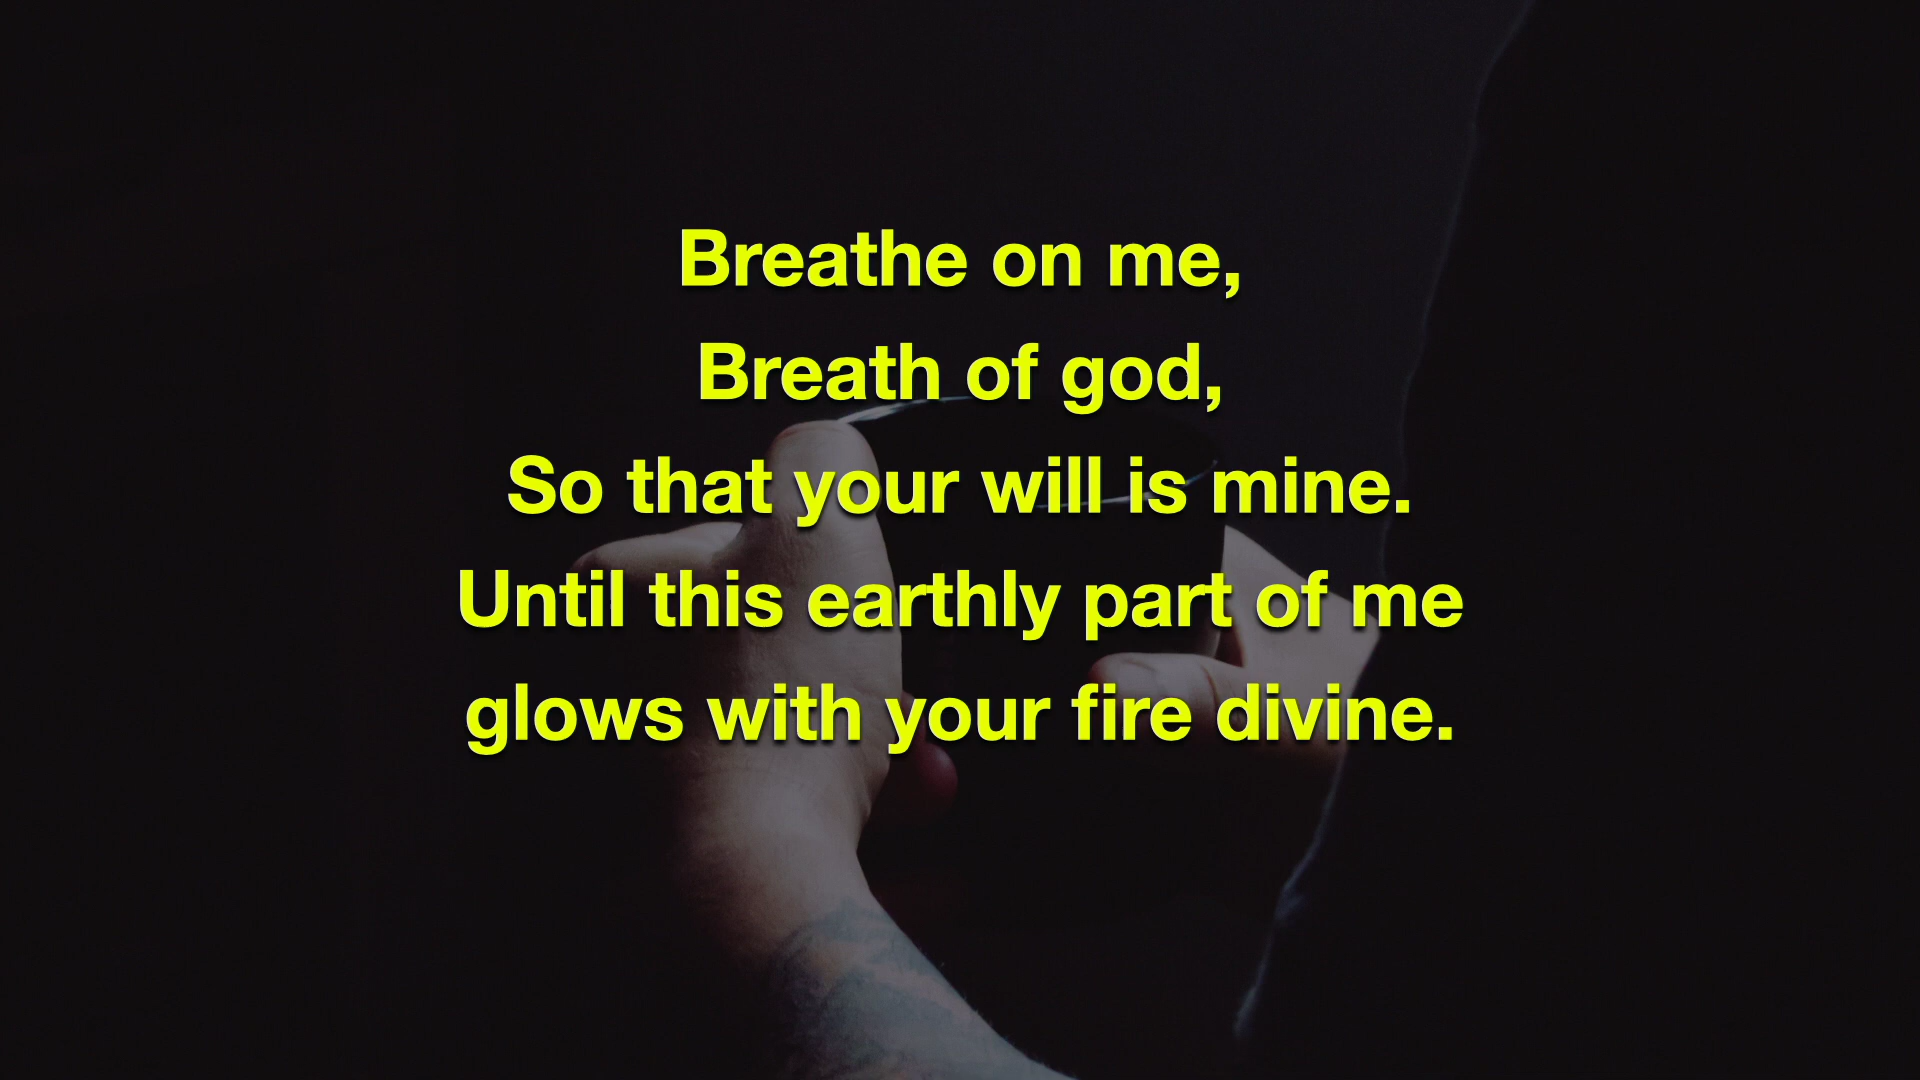 Breathe on me,
Breath of god,
So that your will is mine.
Until this earthly part of me
glows with your fire divine.